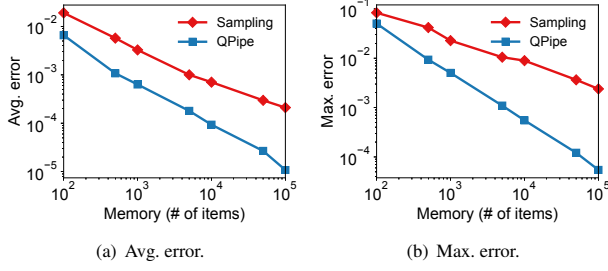 Avg. error
10^-2
10^-3
10^-4
10^-5
Sampling
QPipe
10^2 10^3 10^4 10^5
Memory (# of items)
(a) Avg. error.
Max. error
10^-1
10^-2
10^-3
10^-4
Sampling
QPipe
10^2 10^3 10^4 10^5
Memory (# of items)
(b) Max. error.